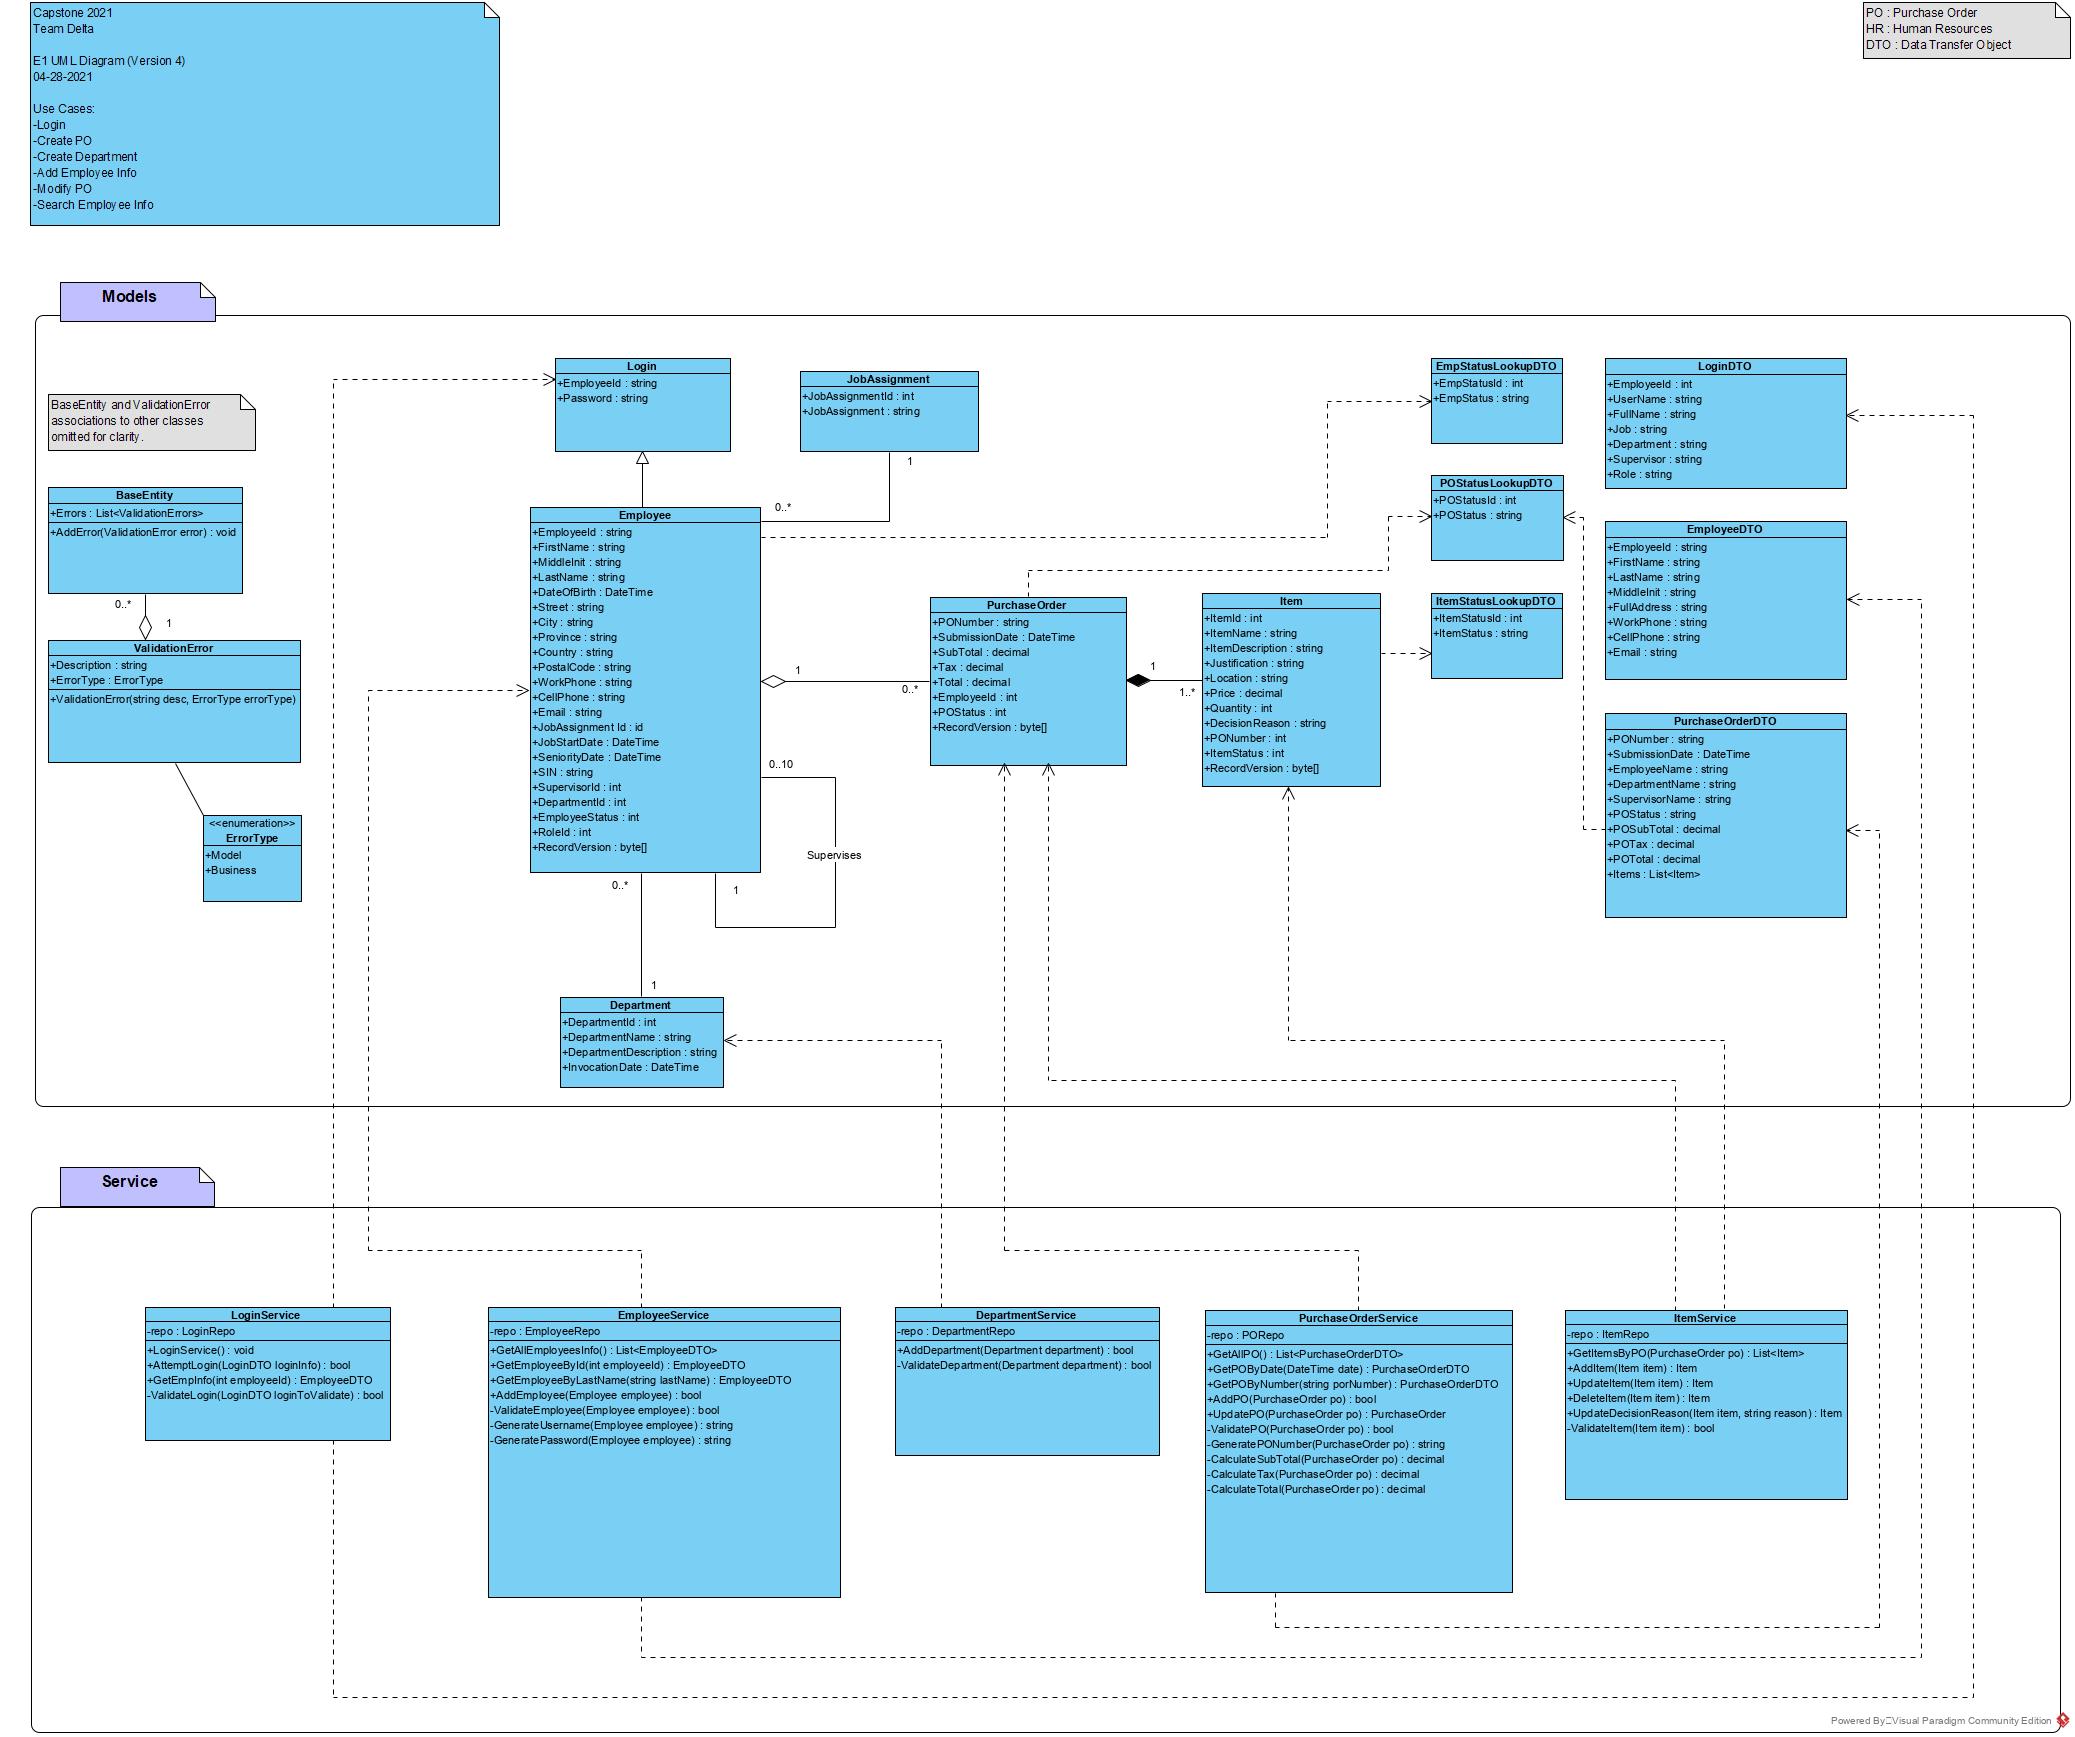 Capstone 2021
Team Delta
E1 UML Diagram (Version 4)
04-28-2021
Use Cases:
-Login
-Create PO
-Create Department
-Add Employee Info
-Modify PO
-Search Employee Info
PO : Purchase Order
HR : Human Resources
DTO : Data Transfer Object
Models
BaseEntity and ValidationError
associations to other classes
omitted for clarity.
BaseEntity
+Errors : List<ValidationErrors>
+AddError(ValidationError error) : void
0..*
1
ValidationError
+Description : string
+ErrorType : ErrorType
+ValidationError(string desc, ErrorType errorType)
<<enumeration>>
ErrorType
+Model
+Business
Login
+EmployeeId : string
+Password : string
JobAssignment
+JobAssignmentId : int
+JobAssignment : string
1
0..*
Employee
+EmployeeId : string
+FirstName : string
+MiddleInit : string
+LastName : string
+DateOfBirth : DateTime
+Street : string
+City : string
+Province : string
+Country : string
+PostalCode : string
+WorkPhone : string
+CellPhone : string
+Email : string
+JobAssignment Id : id
+JobStartDate : DateTime
+SeniorityDate : DateTime
+SIN : string
+SupervisorId : int
+DepartmentId : int
+EmployeeStatus : int
+RoleId : int
+RecordVersion : byte[]
1
0..*
0..10
Supervises
1
0..*
1
Department
+DepartmentId : int
+DepartmentName : string
+DepartmentDescription : string
+InvocationDate : DateTime
PurchaseOrder
+PONumber : string
+SubmissionDate : DateTime
+SubTotal : decimal
+Tax : decimal
+Total : decimal
+EmployeeId : int
+POStatus : int
+RecordVersion : byte[]
1
1..*
Item
+ItemId : int
+ItemName : string
+ItemDescription : string
+Justification : string
+Location : string
+Price : decimal
+Quantity : int
+DecisionReason : string
+PONumber : int
+ItemStatus : int
+RecordVersion : byte[]
EmpStatusLookupDTO
+EmpStatusId : int
+EmpStatus : string
POStatusLookupDTO
+POStatusId : int
+POStatus : string
ItemStatusLookupDTO
+ItemStatusId : int
+ItemStatus : string
LoginDTO
+EmployeeId : int
+UserName : string
+FullName : string
+Job : string
+Department : string
+Supervisor : string
+Role : string
EmployeeDTO
+EmployeeId : string
+FirstName : string
+LastName : string
+MiddleInit : string
+FullAddress : string
+WorkPhone : string
+CellPhone : string
+Email : string
PurchaseOrderDTO
+PONumber : string
+SubmissionDate : DateTime
+EmployeeName : string
+DepartmentName : string
+SupervisorName : string
+POStatus : string
+POSubTotal : decimal
+POTax : decimal
+POTotal : decimal
+Items : List<Item>
Service
LoginService
-repo : LoginRepo
+LoginService() : void
+AttemptLogin(LoginDTO loginInfo) : bool
+GetEmpInfo(int employeeId) : EmployeeDTO
-ValidateLogin(LoginDTO loginToValidate) : bool
EmployeeService
-repo : EmployeeRepo
+GetAllEmployeesInfo() : List<EmployeeDTO>
+GetEmployeeById(int employeeId) : EmployeeDTO
+GetEmployeeByLastName(string lastName) : EmployeeDTO
+AddEmployee(Employee employee) : bool
-ValidateEmployee(Employee employee) : bool
-GenerateUsername(Employee employee) : string
-GeneratePassword(Employee employee) : string
DepartmentService
-repo : DepartmentRepo
+AddDepartment(Department department) : bool
-ValidateDepartment(Department department) : bool
PurchaseOrderService
-repo : PORepo
+GetAllPO() : List<PurchaseOrderDTO>
+GetPOByDate(DateTime date) : PurchaseOrderDTO
+GetPOByNumber(string porNumber) : PurchaseOrderDTO
+AddPO(PurchaseOrder po) : bool
+UpdatePO(PurchaseOrder po) : PurchaseOrder
-ValidatePO(PurchaseOrder po) : bool
-GeneratePONumber(PurchaseOrder po) : string
-CalculateSubTotal(PurchaseOrder po) : decimal
-CalculateTax(PurchaseOrder po) : decimal
-CalculateTotal(PurchaseOrder po) : decimal
ItemService
-repo : ItemRepo
+GetItemsByPO(PurchaseOrder po) : List<Item>
+AddItem(Item item) : Item
+UpdateItem(Item item) : Item
+DeleteItem(Item item) : Item
+UpdateDecisionReason(Item item, string reason) : Item
-ValidateItem(Item item) : bool
Powered By□Visual Paradigm Community Edition